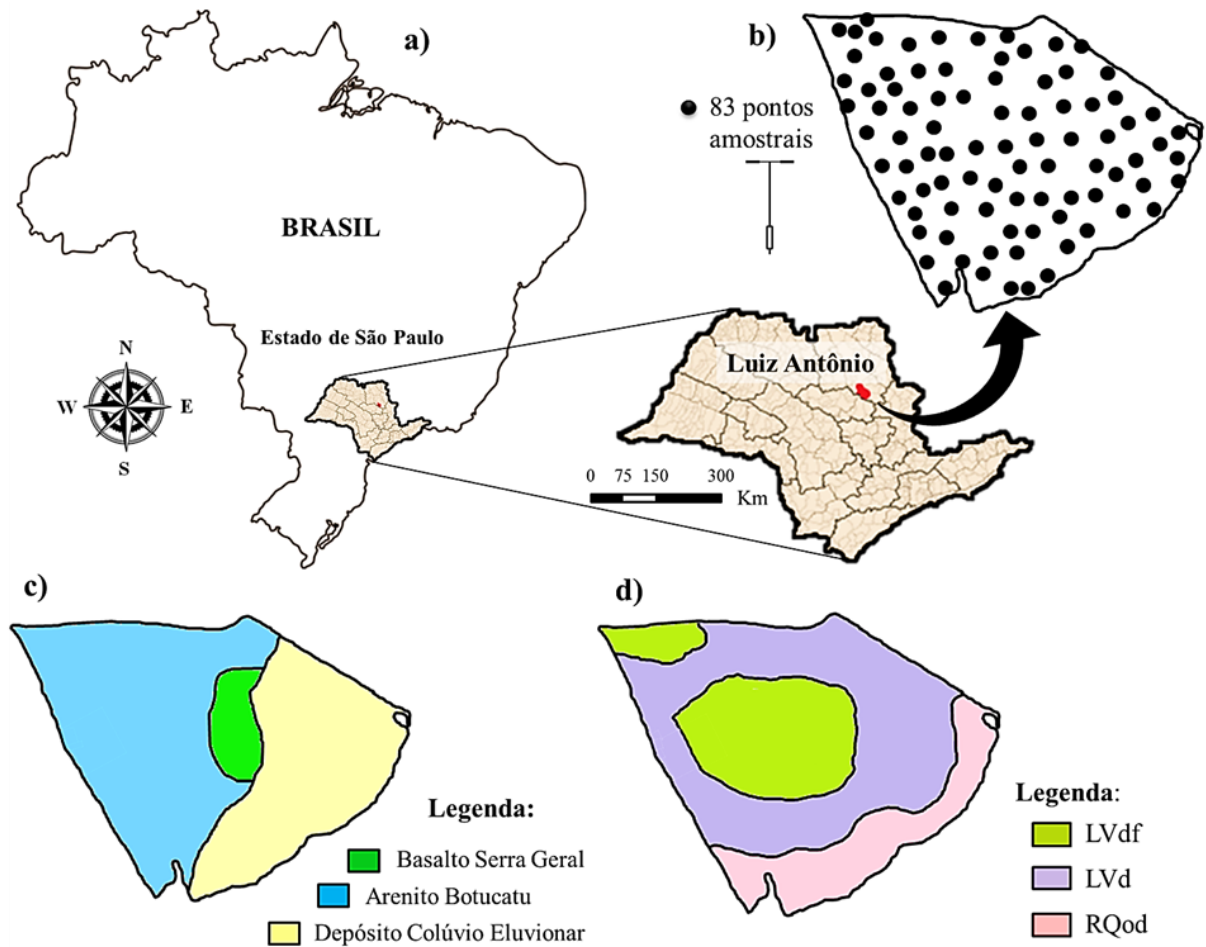 a)
BRASIL
Estado de São Paulo
N
W
E
S
b)
83 pontos
amostrais
Luiz Antônio
0 75 150 300
Km
c)
Legenda:
Basalto Serra Geral
Arenito Botucatu
Depósito Colúvio Eluvionar
d)
Legenda:
LVdf
LVd
RQod